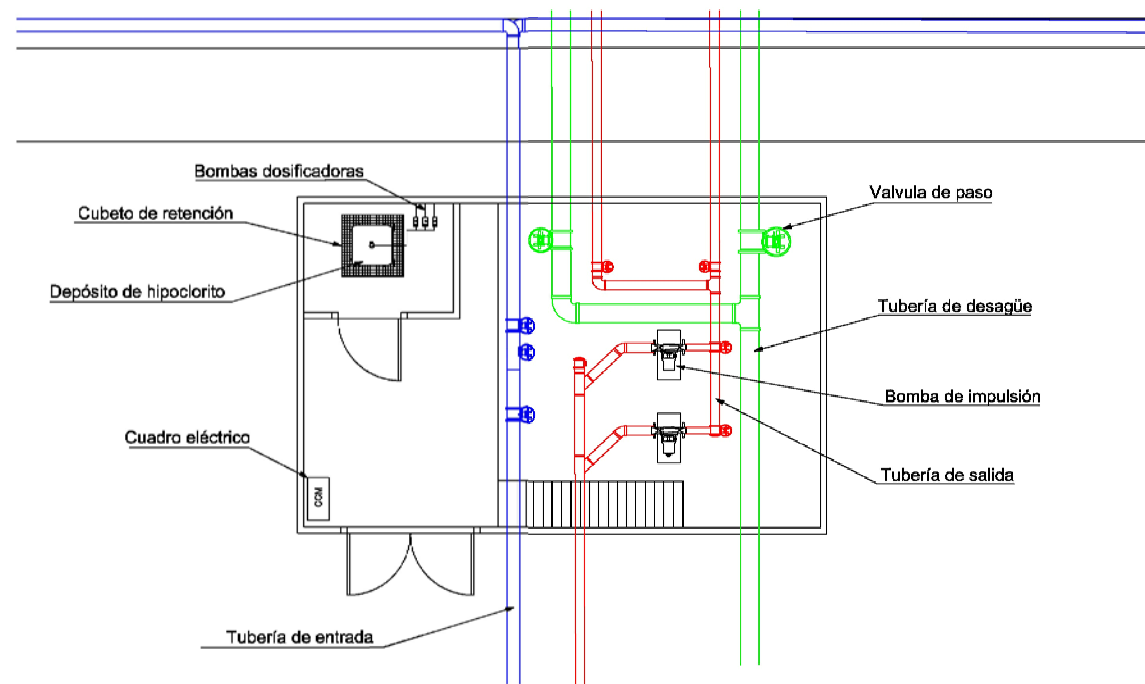 Bombas dosificadoras
Valvula de paso
Cubeto de retención
Depósito de hipoclorito
Tubería de desagüe
Bomba de impulsión
Cuadro eléctrico
Tubería de salida
CCM
Tubería de entrada